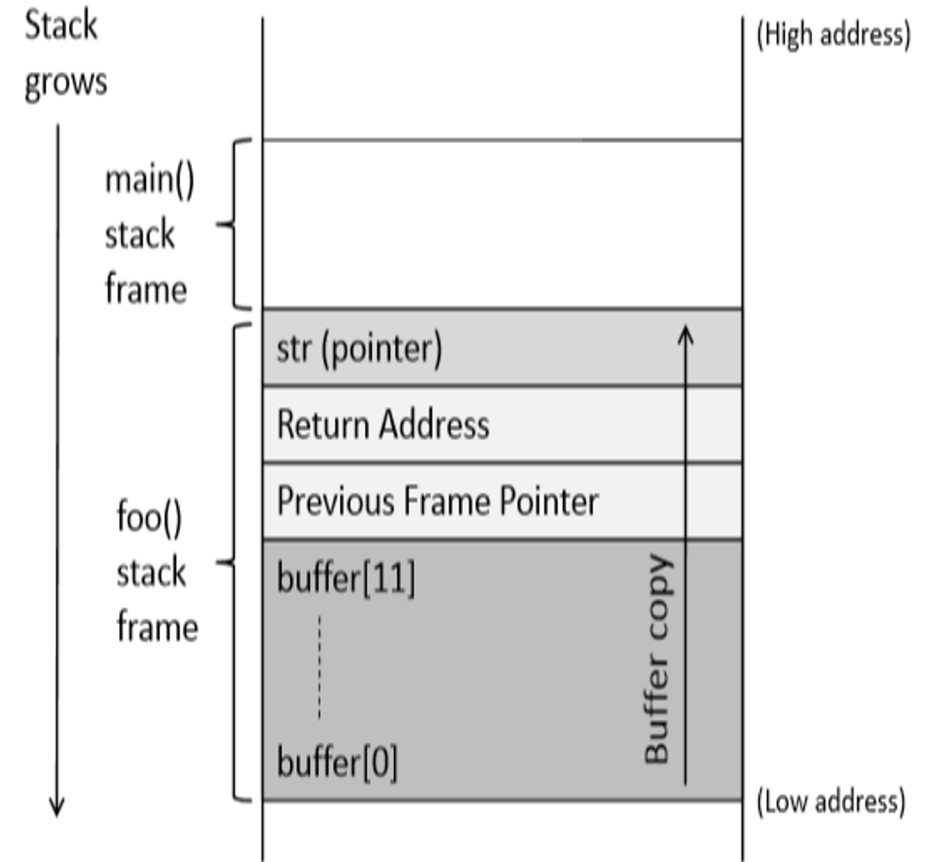 Stack
grows
(High address)
main()
stack
frame
str (pointer)
Return Address
Previous Frame Pointer
foo()
stack
frame
buffer[11]
buffer[0]
Buffer copy
(Low address)